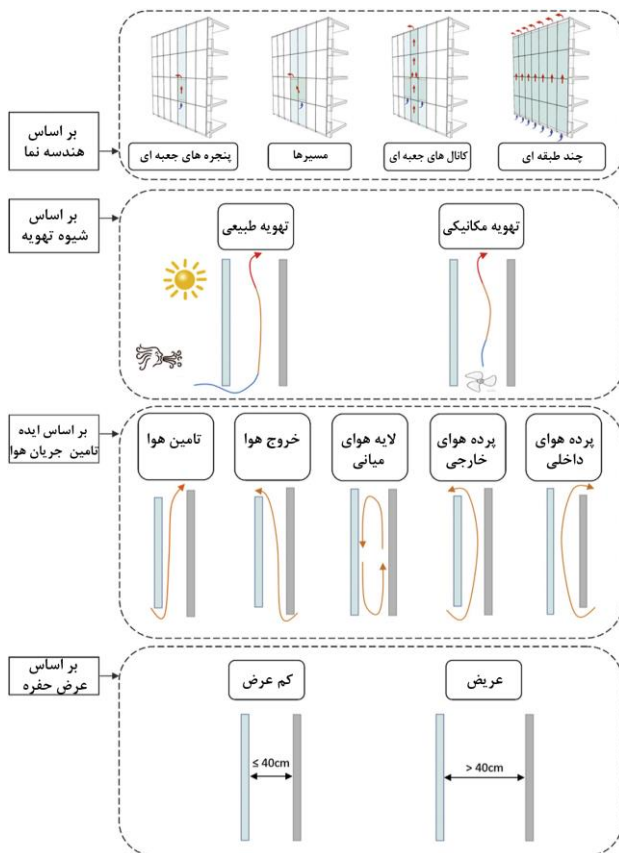 بر اساس
هندسه نما
پنجره های جعبه ای
مسیرها
کانال های جعبه ای
چند طبقه ای
بر اساس
شیوه تهویه
تهویه طبیعی
تهویه مکانیکی
بر اساس ایده
تامین جریان هوا
تامین هوا
خروج هوا
لایه هوای
میانی
پرده هوای
خارجی
پرده هوای
داخلی
بر اساس
عرض حفره
کم عرض
عریض
≤ 40cm
> 40cm